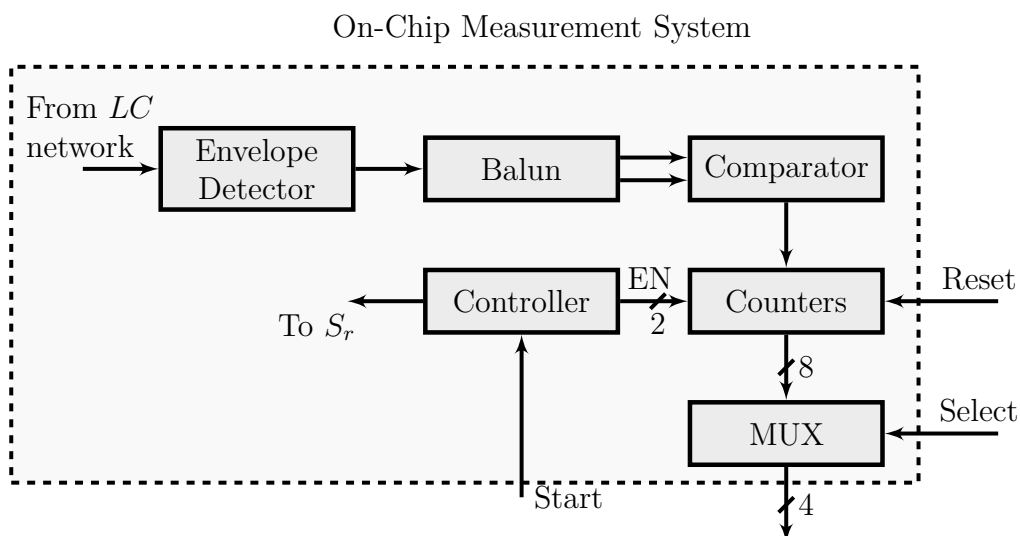 On-Chip Measurement System
From LC
network
Envelope
Detector
Balun
Comparator
To S_r
Controller
EN
2
Counters
Reset
8
MUX
Select
Start
4